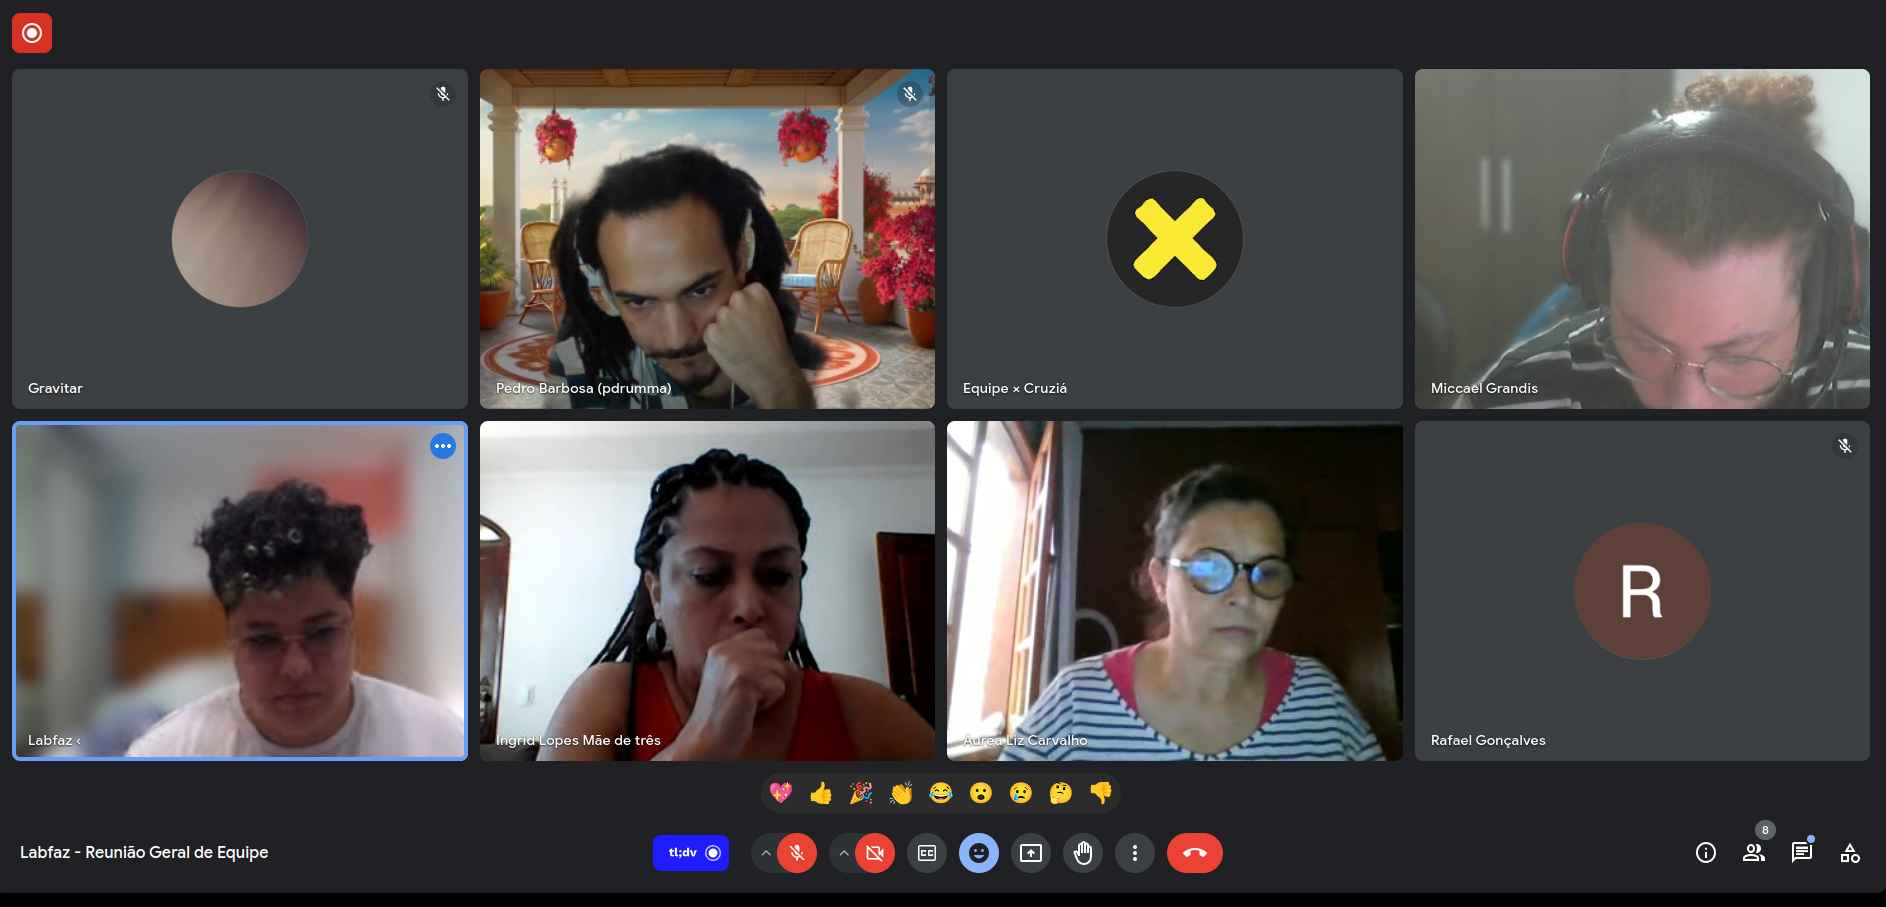 Gravitar
Pedro Barbosa (pdrumma)
Equipe × Cruziá
Miccael Grandis
Labfaz ‹
Ingrid Lopes Mãe de três
Aurea Liz Carvalho
R
Rafael Gonçalves
Labfaz - Reunião Geral de Equipe
tl;dv
CC
8